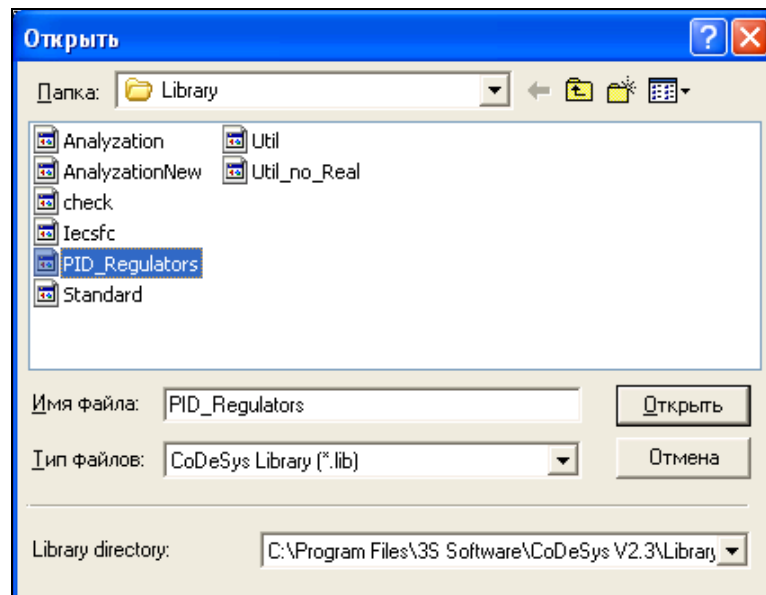 Открыть
Папка: Library
Analyzation Util
AnalyzationNew Util_no_Real
check
Iecsfc
PID_Regulators
Standard
Имя файла: PID_Regulators Открыть
Тип файлов: CoDeSys Library (*.lib) Отмена
Library directory: C:\Program Files\3S Software\CoDeSys V2.3\Library